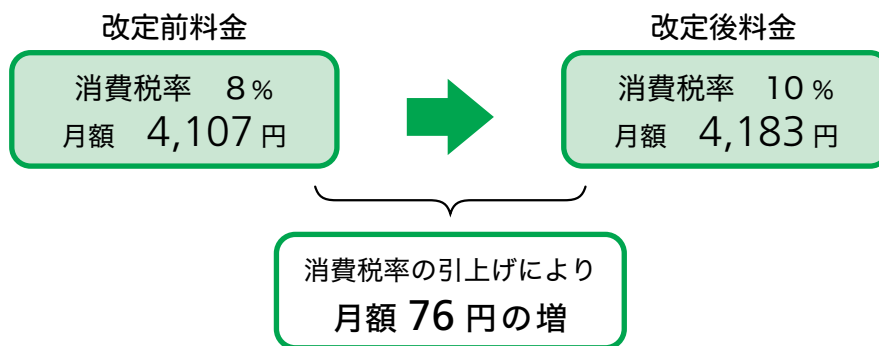 改定前料金
消費税率 8%
月額 4,107円
改定後料金
消費税率 10%
月額 4,183円
消費税率の引上げにより
月額 76 円の増